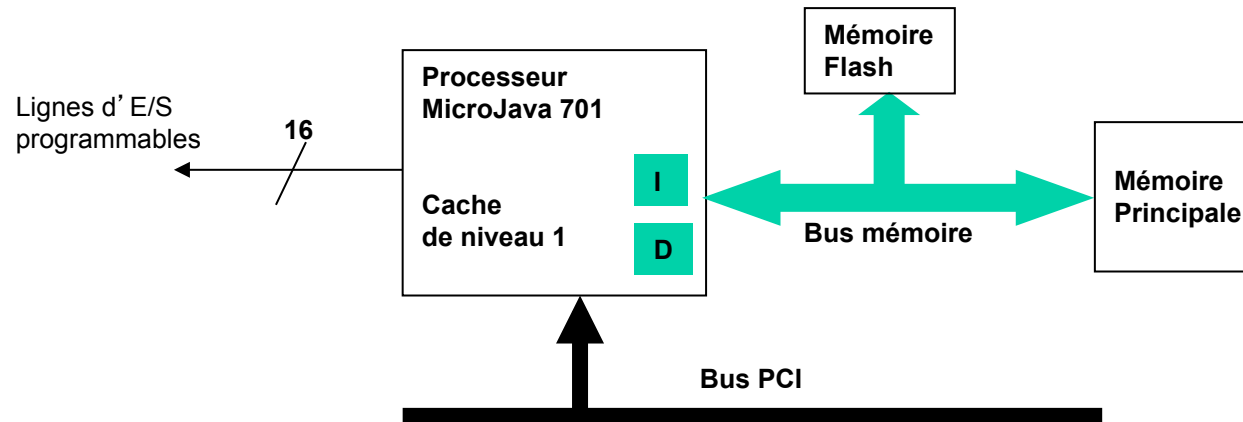 Mémoire
Flash
Processeur
MicroJava 701
Lignes d’ E/S
programmables
16
I
Mémoire
Principale
Cache
de niveau 1
D
Bus mémoire
Bus PCI